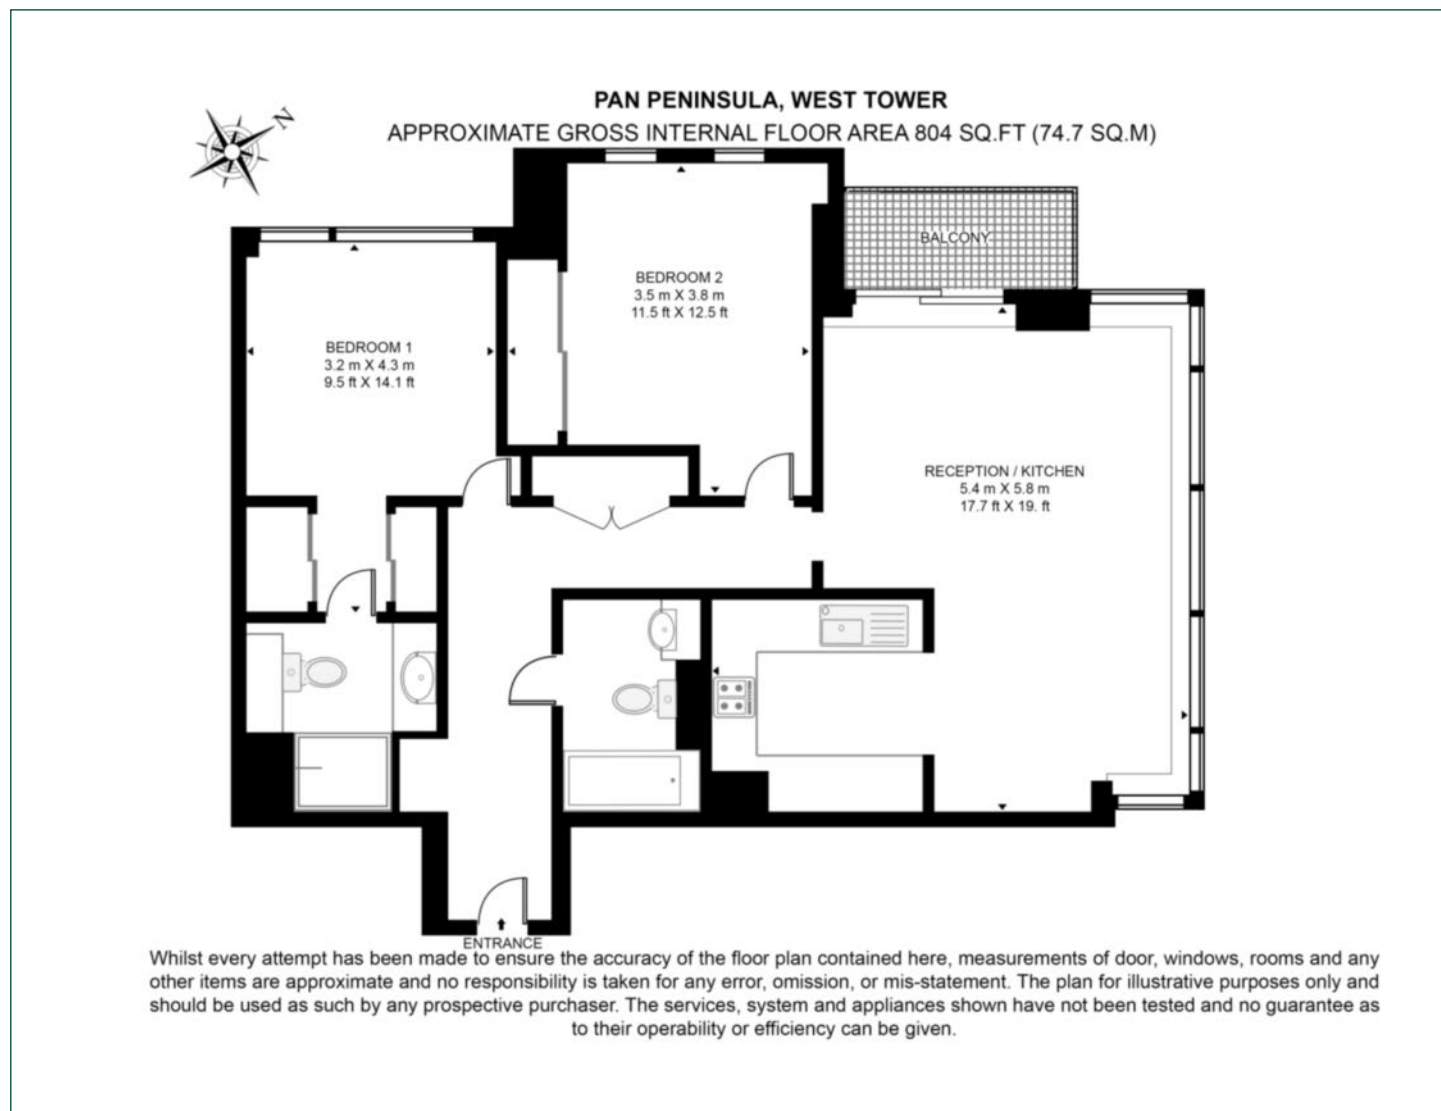 PAN PENINSULA, WEST TOWER
APPROXIMATE GROSS INTERNAL FLOOR AREA 804 SQ.FT (74.7 SQ.M)
N
BALCONY
BEDROOM 2
3.5 m X 3.8 m
11.5 ft X 12.5 ft
BEDROOM 1
3.2 m X 4.3 m
9.5 ft X 14.1 ft
RECEPTION / KITCHEN
5.4 m X 5.8 m
17.7 ft X 19. ft
ENTRANCE
Whilst every attempt has been made to ensure the accuracy of the floor plan contained here, measurements of door, windows, rooms and any
other items are approximate and no responsibility is taken for any error, omission, or mis-statement. The plan for illustrative purposes only and
should be used as such by any prospective purchaser. The services, system and appliances shown have not been tested and no guarantee as
to their operability or efficiency can be given.